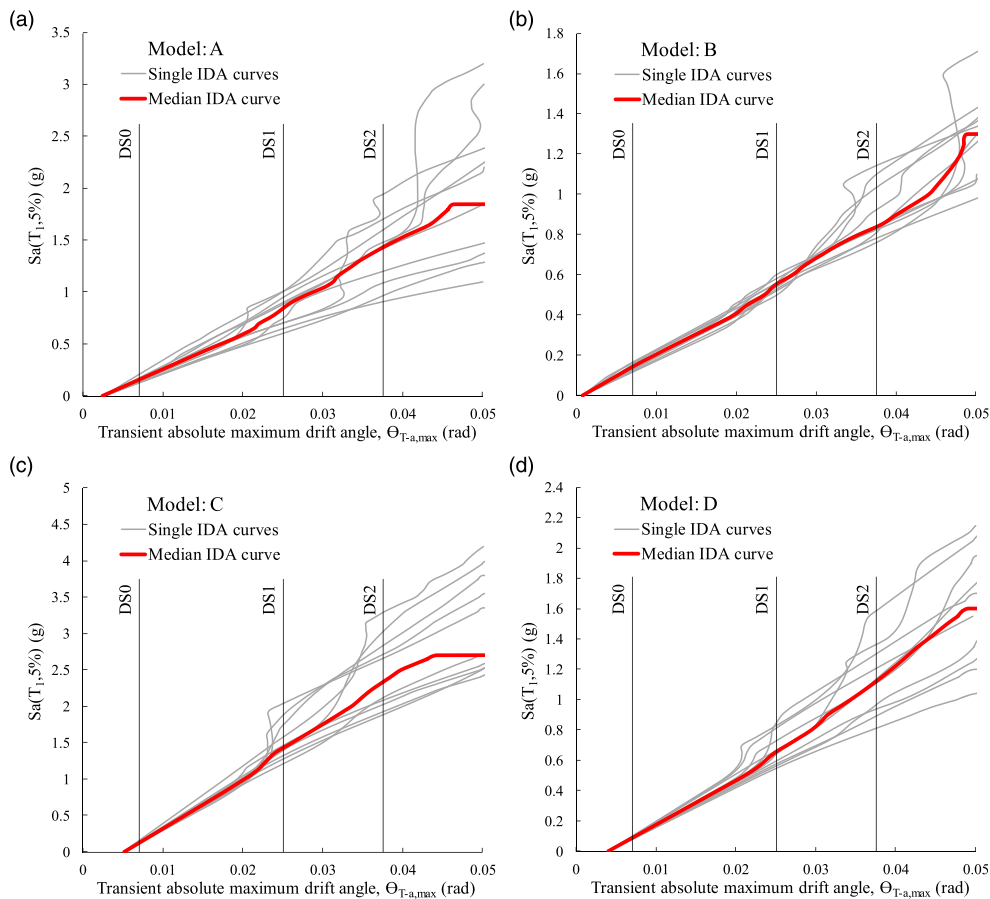 (a)
Model: A
Single IDA curves
Median IDA curve
DS0
DS1
DS2
3.5
3
2.5
2
1.5
1
0.5
0
Sa(T1,5%) (g)
0
0.01
0.02
0.03
0.04
0.05
Transient absolute maximum drift angle, ΘT-a,max (rad)
(b)
Model: B
Single IDA curves
Median IDA curve
DS0
DS1
DS2
1.8
1.6
1.4
1.2
1
0.8
0.6
0.4
0.2
0
Sa(T1,5%) (g)
0
0.01
0.02
0.03
0.04
0.05
Transient absolute maximum drift angle, ΘT-a,max (rad)
(c)
Model: C
Single IDA curves
Median IDA curve
DS0
DS1
DS2
5
4.5
4
3.5
3
2.5
2
1.5
1
0.5
0
Sa(T1,5%) (g)
0
0.01
0.02
0.03
0.04
0.05
Transient absolute maximum drift angle, ΘT-a,max (rad)
(d)
Model: D
Single IDA curves
Median IDA curve
DS0
DS1
DS2
2.4
2.2
2
1.8
1.6
1.4
1.2
1
0.8
0.6
0.4
0.2
0
Sa(T1,5%) (g)
0
0.01
0.02
0.03
0.04
0.05
Transient absolute maximum drift angle, ΘT-a,max (rad)